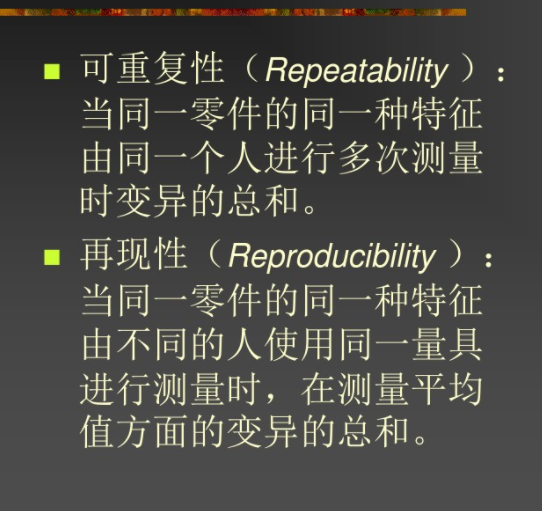 可重复性（Repeatability ）：
当同一零件的同一种特征
由同一个人进行多次测量
时变异的总和。
再现性（Reproducibility ）：
当同一零件的同一种特征
由不同的人使用同一量具
进行测量时，在测量平均
值方面的变异的总和。